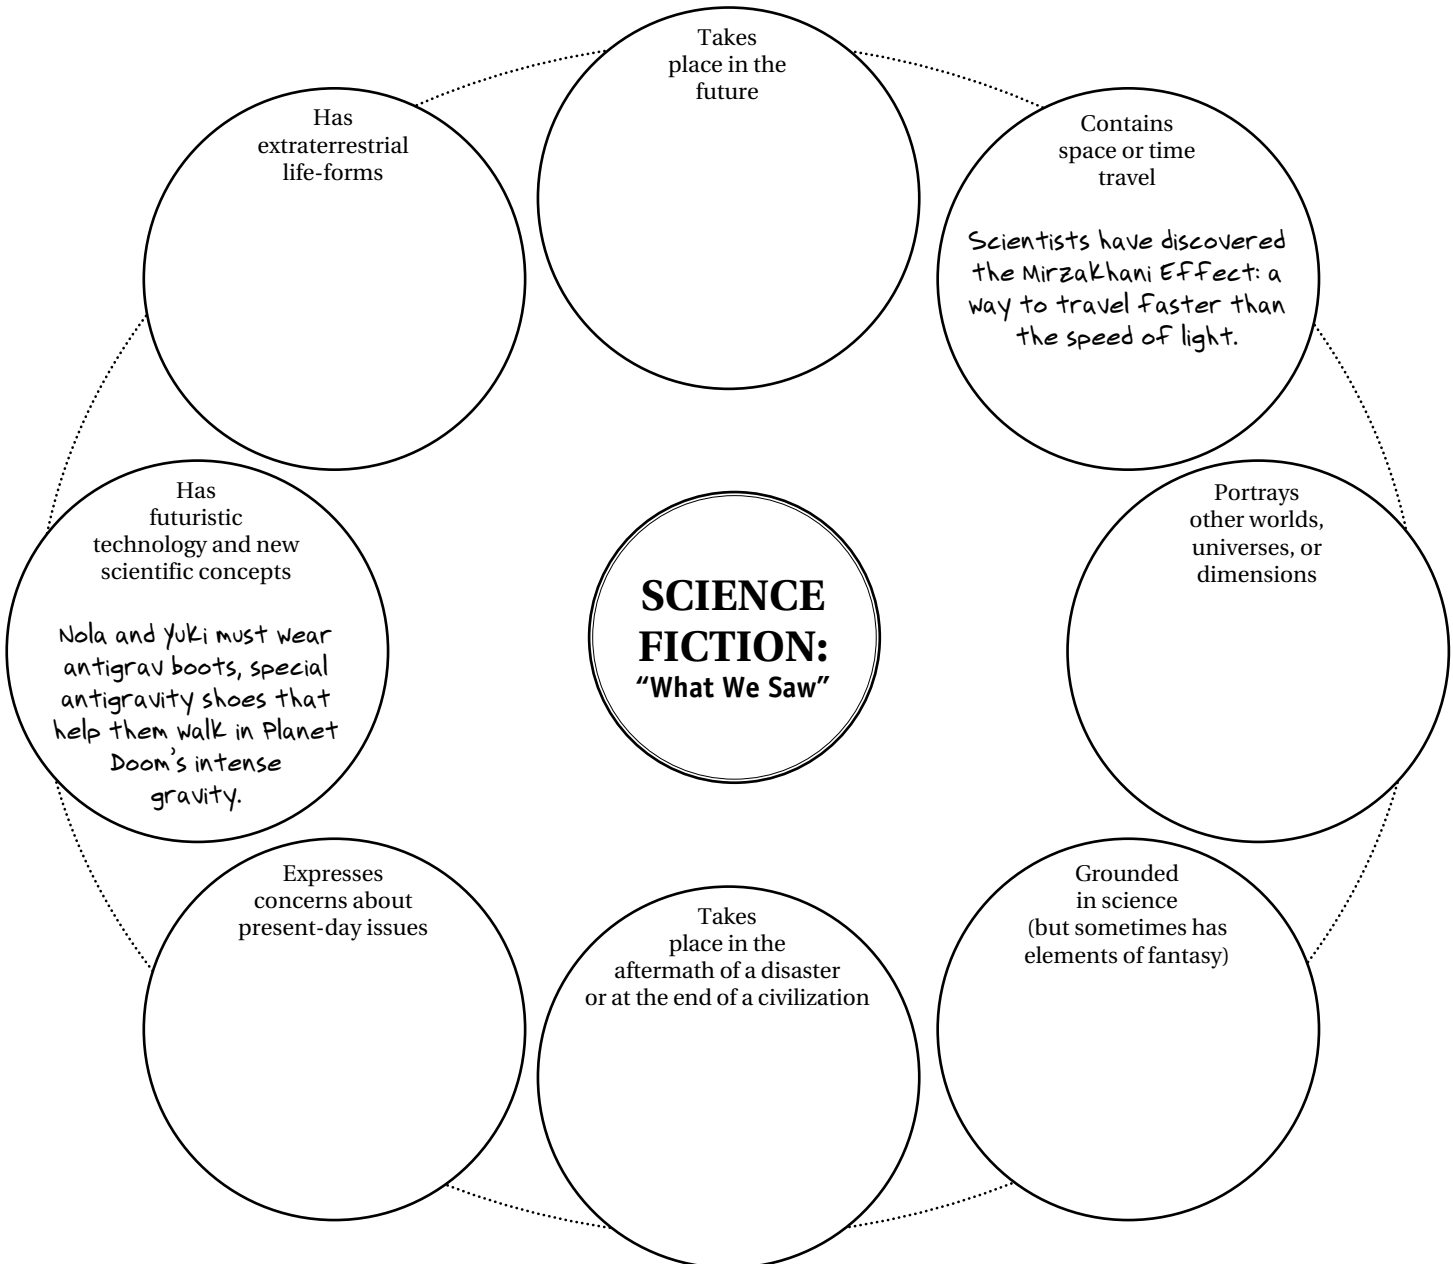 Takes
place in the
future
Has
extraterrestrial
life-forms
Contains
space or time
travel
Scientists have discovered
the Mirzakhani Effect: a
way to travel faster than
the speed of light.
Has
futuristic
technology and new
scientific concepts
Nola and Yuki must wear
antigrav boots, special
antigravity shoes that
help them walk in Planet
Doom's intense
gravity.
SCIENCE
FICTION:
“What We Saw”
Portrays
other worlds,
universes, or
dimensions
Expresses
concerns about
present-day issues
Takes
place in the
aftermath of a disaster
or at the end of a civilization
Grounded
in science
(but sometimes has
elements of fantasy)